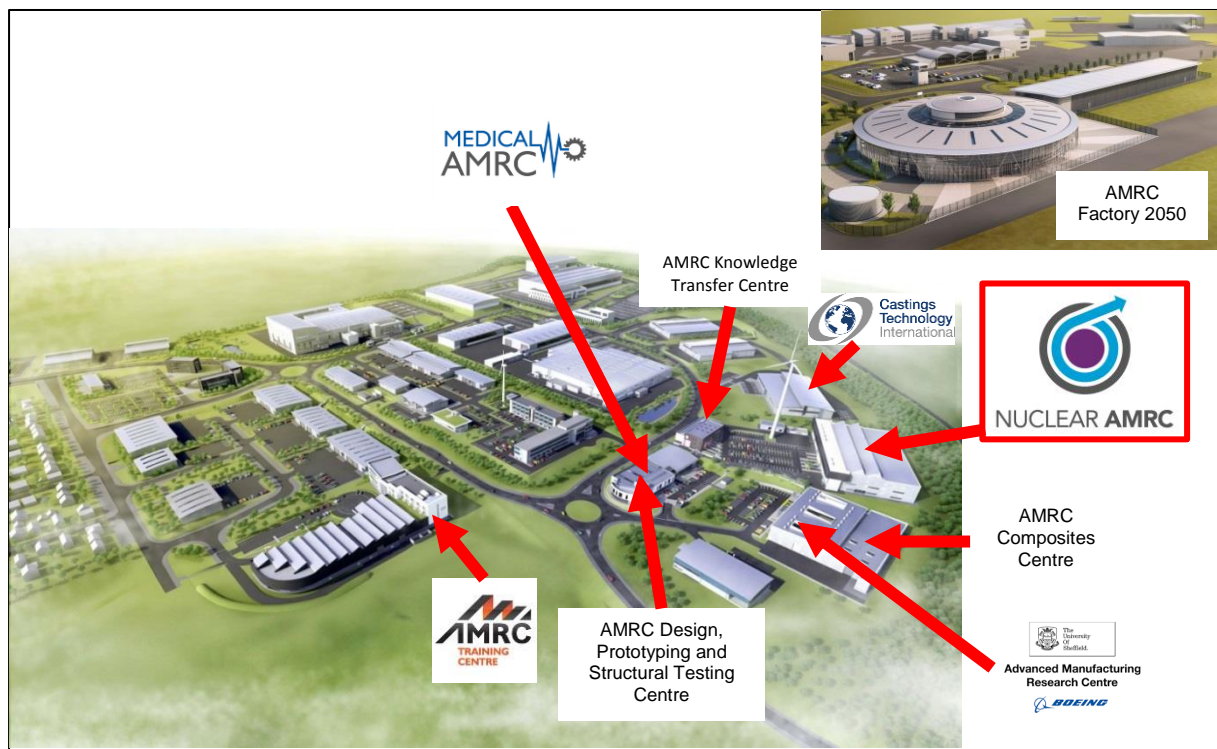 MEDICAL
AMRC
AMRC
Factory 2050
AMRC Knowledge
Transfer Centre
Castings
Technology
International
NUCLEAR AMRC
AMRC
Composites
Centre
AMRC
TRAINING
CENTRE
AMRC Design,
Prototyping and
Structural Testing
Centre
The
University
Of
Sheffield.
Advanced Manufacturing
Research Centre
BOEING